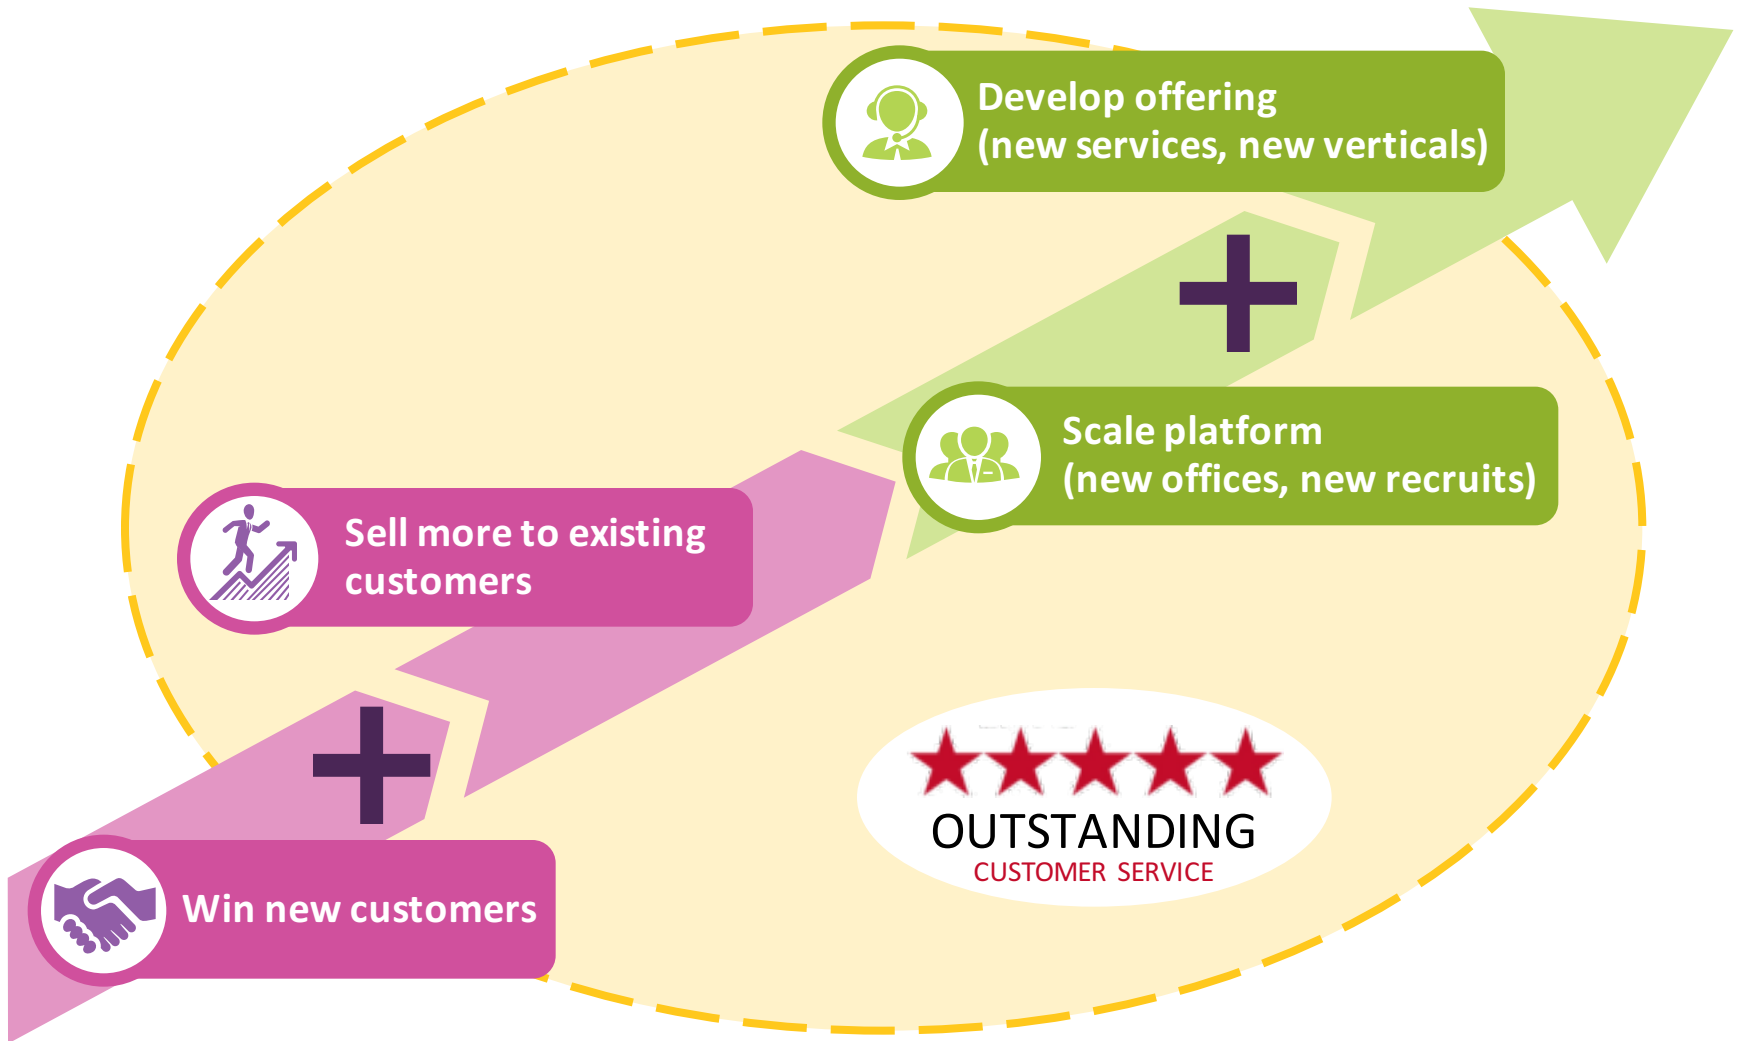 Develop offering
(new services, new verticals)
Scale platform
(new offices, new recruits)
Sell more to existing
customers
Win new customers
OUTSTANDING
CUSTOMER SERVICE